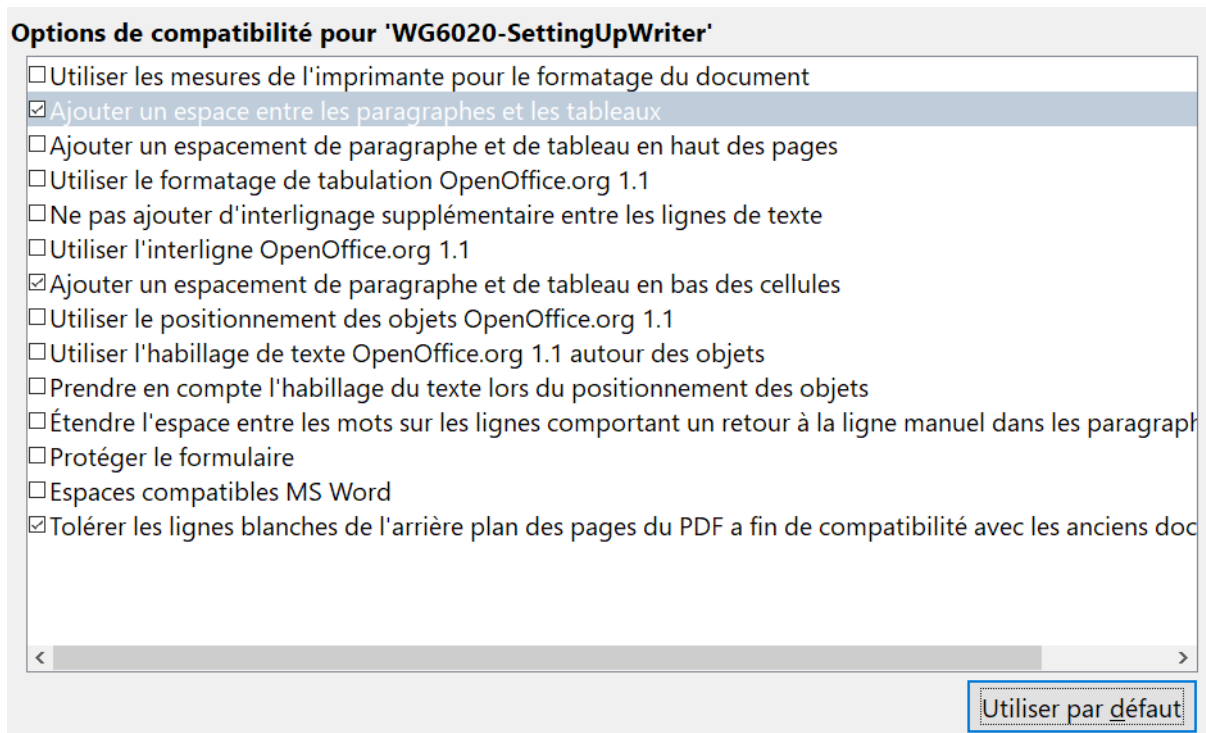 Options de compatibilité pour 'WG6020-SettingUpWriter'
Utiliser les mesures de l'imprimante pour le formatage du document
Ajouter un espace entre les paragraphes et les tableaux
Ajouter un espacement de paragraphe et de tableau en haut des pages
Utiliser le formatage de tabulation OpenOffice.org 1.1
Ne pas ajouter d'interlignage supplémentaire entre les lignes de texte
Utiliser l'interligne OpenOffice.org 1.1
Ajouter un espacement de paragraphe et de tableau en bas des cellules
Utiliser le positionnement des objets OpenOffice.org 1.1
Utiliser l'habillage de texte OpenOffice.org 1.1 autour des objets
Prendre en compte l'habillage du texte lors du positionnement des objets
Étendre l'espace entre les mots sur les lignes comportant un retour à la ligne manuel dans les paragraph
Protéger le formulaire
Espaces compatibles MS Word
Tolérer les lignes blanches de l'arrière plan des pages du PDF a fin de compatibilité avec les anciens doc
Utiliser par défaut